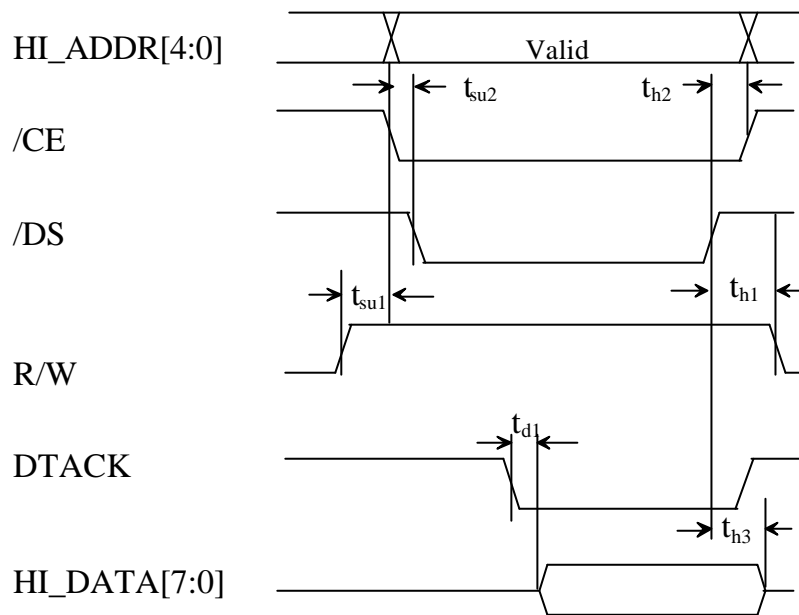 HI_ADDR[4:0]
Valid
tsu2
th2
/CE
/DS
tsu1
th1
R/W
td1
DTACK
th3
HI_DATA[7:0]